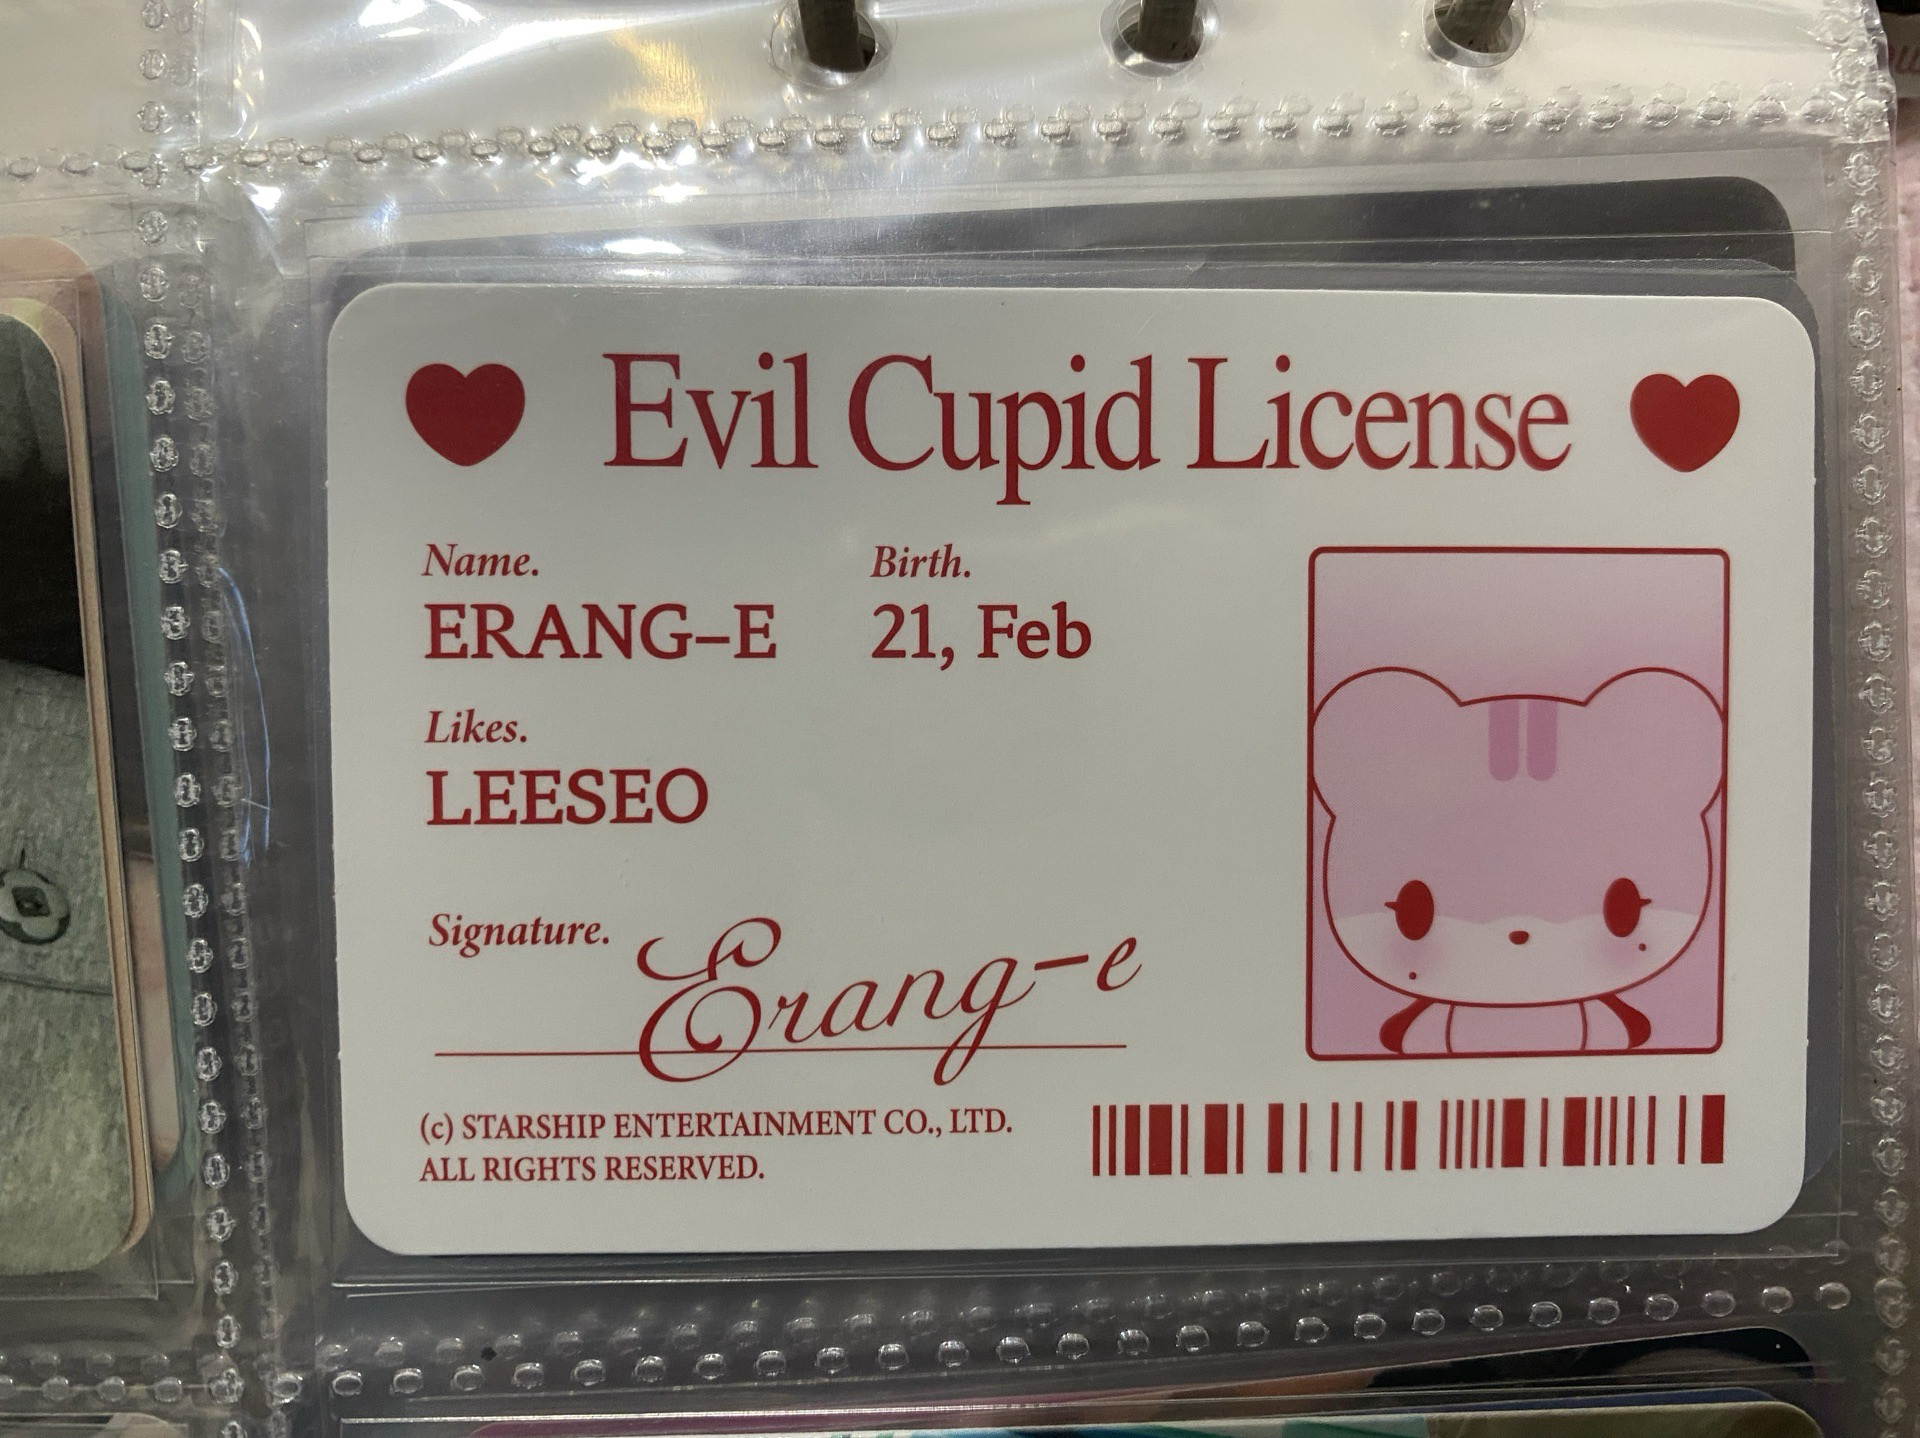 Evil Cupid License
Name. Birth.
ERANG–E 21, Feb
Likes.
LEESEO
Signature. Erang-e
(c) STARSHIP ENTERTAINMENT CO., LTD.
ALL RIGHTS RESERVED.